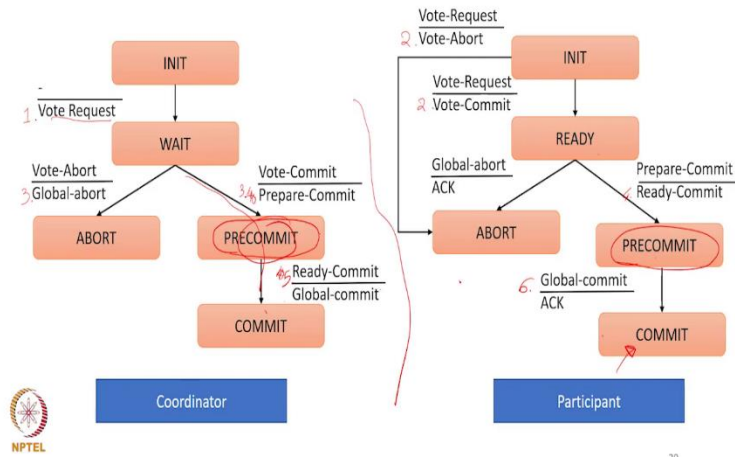 Vote-Request
2. Vote-Abort
INIT
INIT
-
1. Vote Request
Vote-Request
2 Vote-Commit
WAIT
READY
Vote-Abort
3. Global-abort
Vote-Commit
Prepare-Commit
Global-abort
ACK
Prepare-Commit
Ready-Commit
ABORT
PRECOMMIT
ABORT
PRECOMMIT
Ready-Commit
Global-commit
6. Global-commit
ACK
COMMIT
COMMIT
Coordinator
Participant
NPTEL